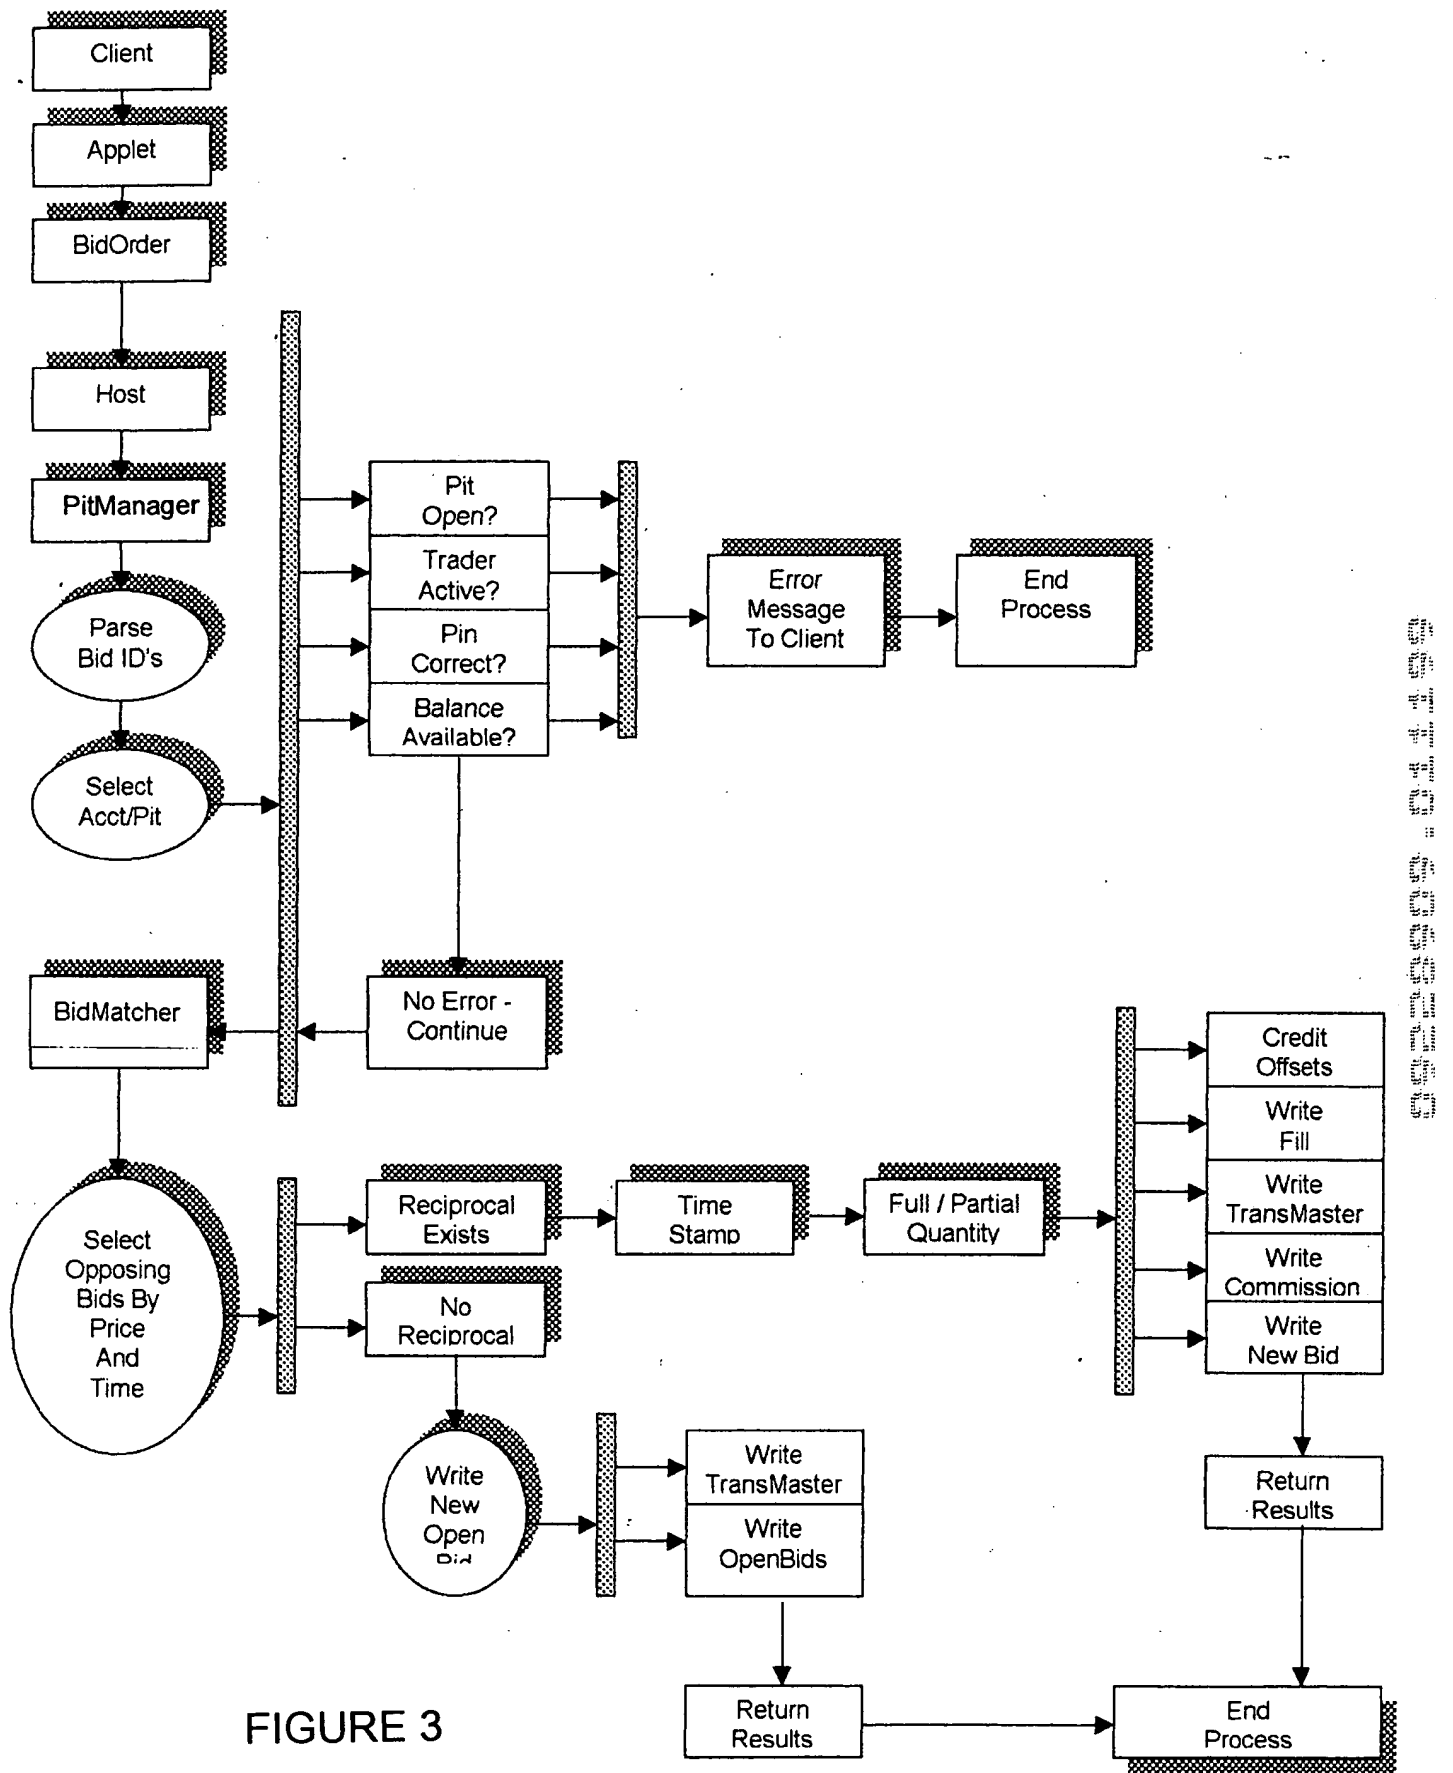 Client
Applet
BidOrder
Host
PitManager
Parse
Bid ID's
Select
Acct/Pit
Pit
Open?
Trader
Active?
Pin
Correct?
Balance
Available?
Error
Message
To Client
End
Process
No Error -
Continue
BidMatcher
Select
Opposing
Bids By
Price
And
Time
Reciprocal
Exists
Time
Stamp
Full / Partial
Quantity
No
Reciprocal
Credit
Offsets
Write
Fill
Write
TransMaster
Write
Commission
Write
New Bid
Return
Results
Write
New
Open
Bid
Write
TransMaster
Write
OpenBids
Return
Results
End
Process
FIGURE 3